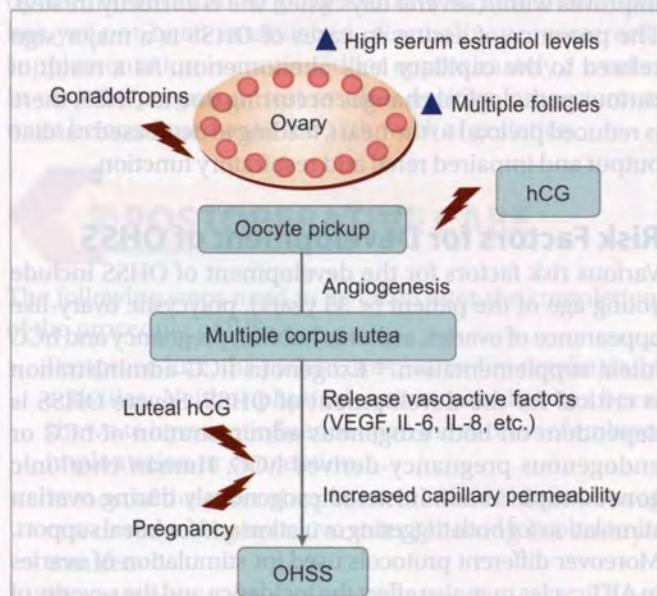 High serum estradiol levels
Gonadotropins
Ovary
Multiple follicles
hCG
Oocyte pickup
Angiogenesis
Multiple corpus lutea
Luteal hCG
Release vasoactive factors
(VEGF, IL-6, IL-8, etc.)
Increased capillary permeability
Pregnancy
OHSS